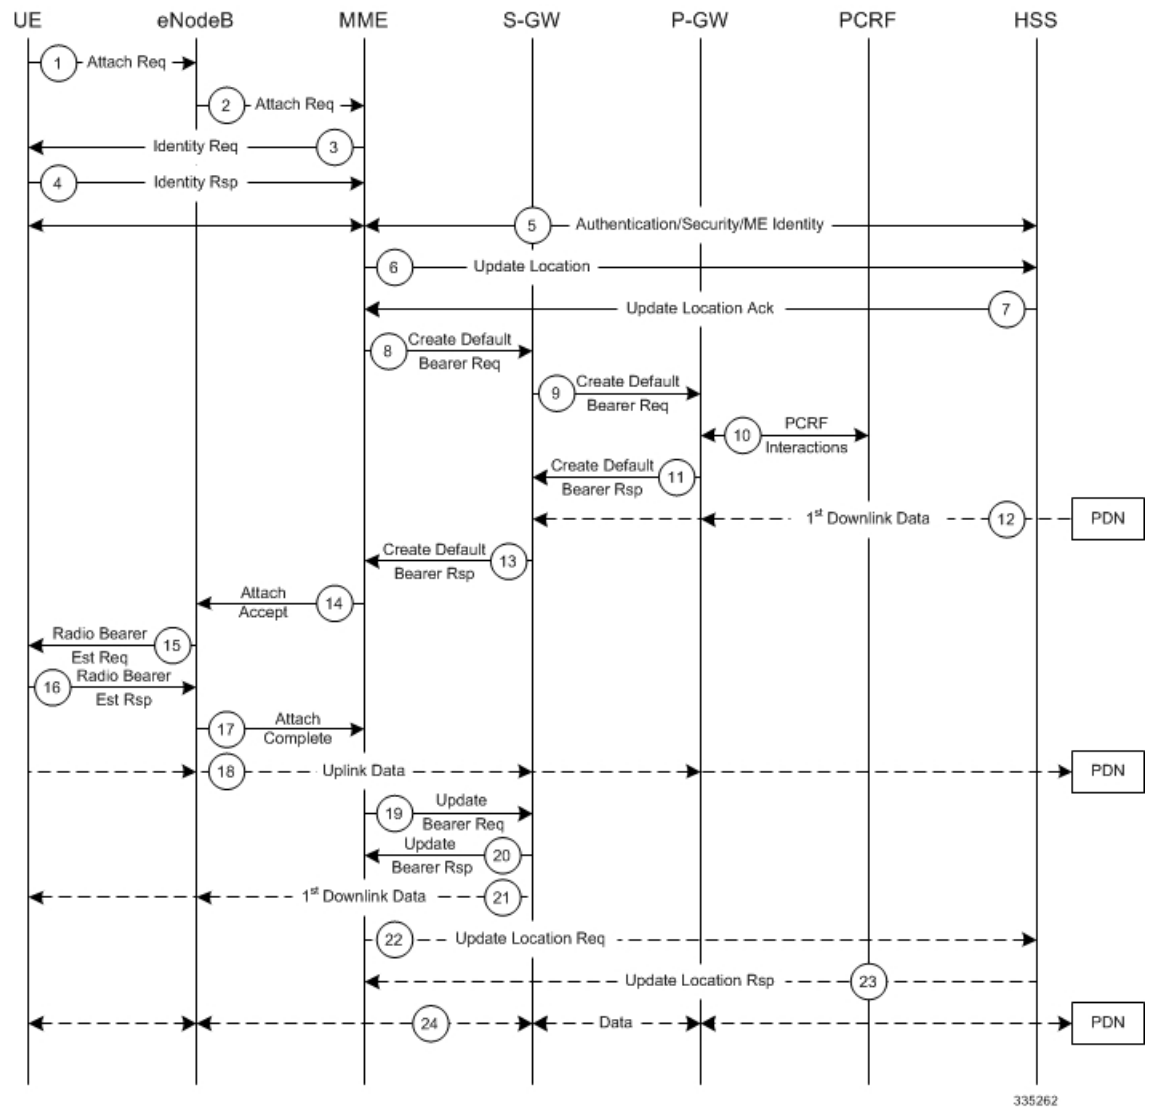 UE eNodeB MME S-GW P-GW PCRF HSS
1 Attach Req
2 Attach Req
Identity Req 3
4 Identity Rsp
5 Authentication/Security/ME Identity
6 Update Location
Update Location Ack 7
8 Create Default
Bearer Req
9 Create Default
Bearer Req
10 PCRF
Interactions
Create Default 11
Bearer Rsp
1st Downlink Data 12 PDN
Create Default 13
Bearer Rsp
Attach 14
Accept
Radio Bearer 15
Est Req
16 Radio Bearer
Est Rsp
17 Attach
Complete
18 Uplink Data PDN
19 Update
Bearer Req
Update 20
Bearer Rsp
1st Downlink Data 21
22 Update Location Req
Update Location Rsp 23
24 Data PDN
335262